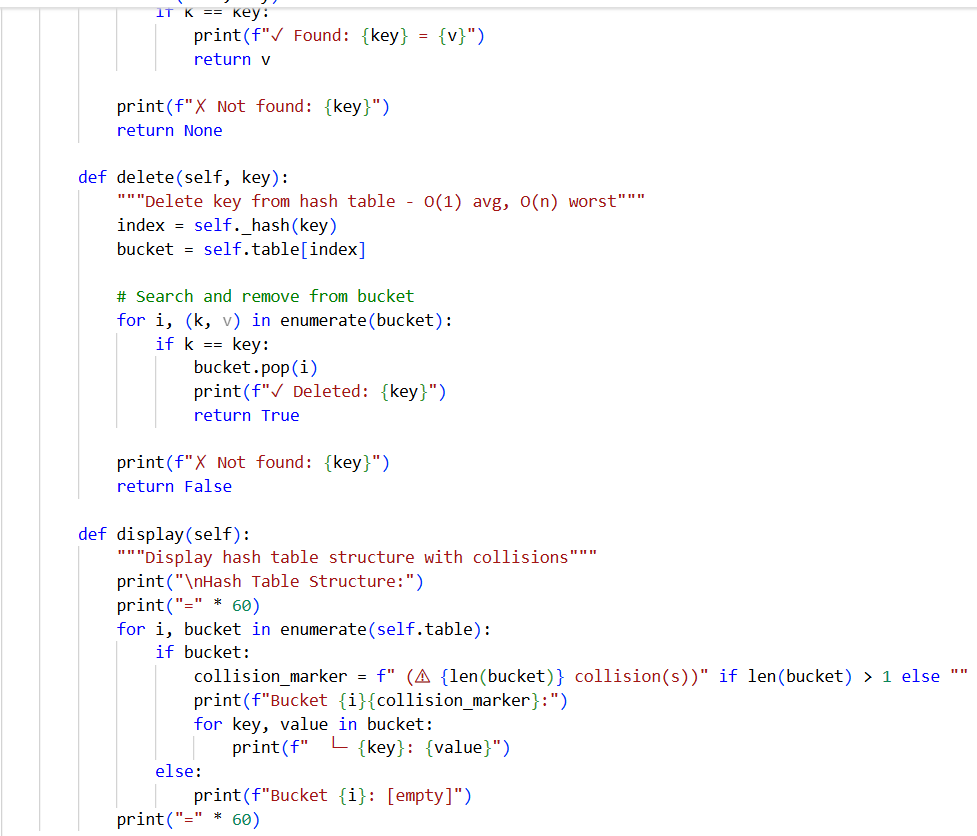 if k == key:
print(f"✓ Found: {key} = {v}")
return v
print(f"✗ Not found: {key}")
return None
def delete(self, key):
"""Delete key from hash table - O(1) avg, O(n) worst"""
index = self._hash(key)
bucket = self.table[index]
# Search and remove from bucket
for i, (k, v) in enumerate(bucket):
if k == key:
bucket.pop(i)
print(f"✓ Deleted: {key}")
return True
print(f"✗ Not found: {key}")
return False
def display(self):
"""Display hash table structure with collisions"""
print("\nHash Table Structure:")
print("=" * 60)
for i, bucket in enumerate(self.table):
if bucket:
collision_marker = f" (⚠ {len(bucket)} collision(s))" if len(bucket) > 1 else ""
print(f"Bucket {i}{collision_marker}:")
for key, value in bucket:
print(f"  └─ {key}: {value}")
else:
print(f"Bucket {i}: [empty]")
print("=" * 60)